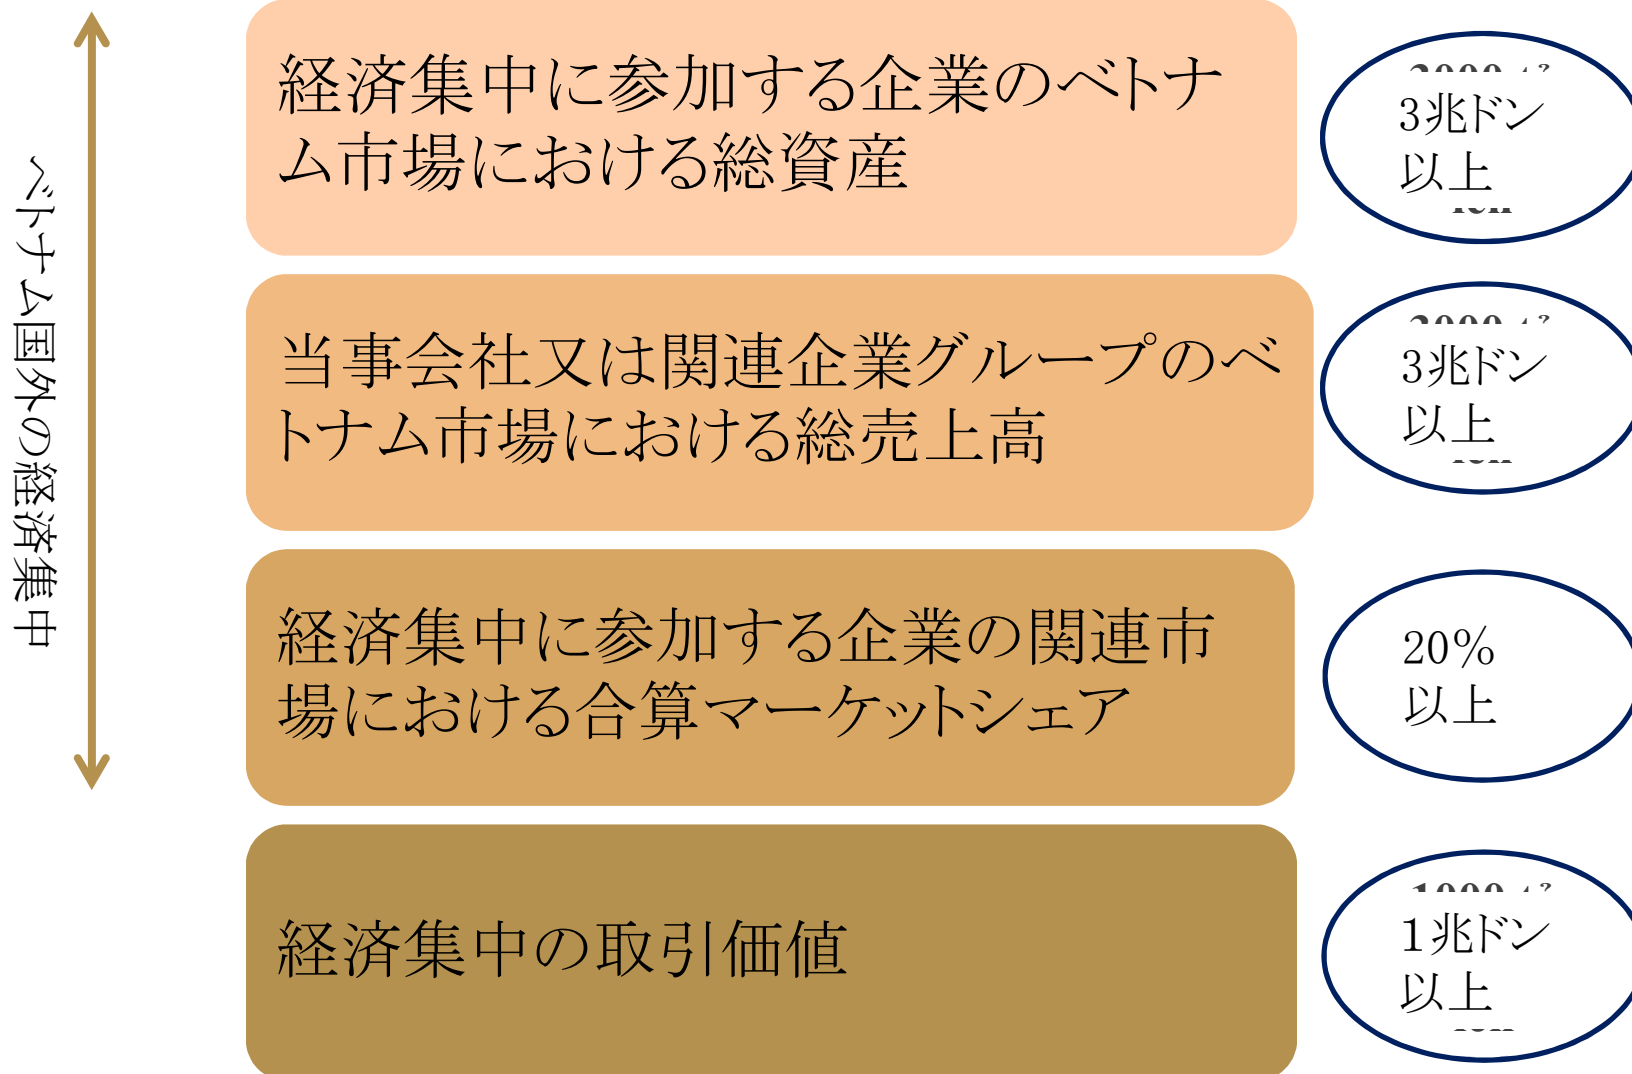 ベトナム国外の経済集中
経済集中に参加する企業のベトナ
ム市場における総資産
3兆ドン
以上
当事会社又は関連企業グループのベ
トナム市場における総売上高
3兆ドン
以上
経済集中に参加する企業の関連市
場における合算マーケットシェア
20%
以上
経済集中の取引価値
1兆ドン
以上